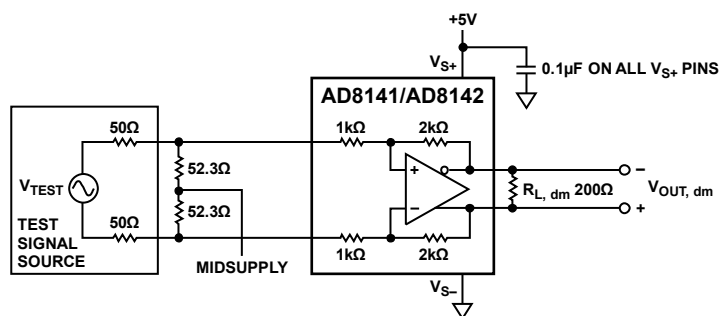 +5V
VS+
0.1µF ON ALL VS+ PINS
AD8141/AD8142
50Ω
1kΩ
2kΩ
52.3Ω
VTEST
+
RL, dm 200Ω
−
VOUT, dm
+
52.3Ω
−
50Ω
TEST
SIGNAL
SOURCE
MIDSUPPLY
1kΩ
2kΩ
VS−